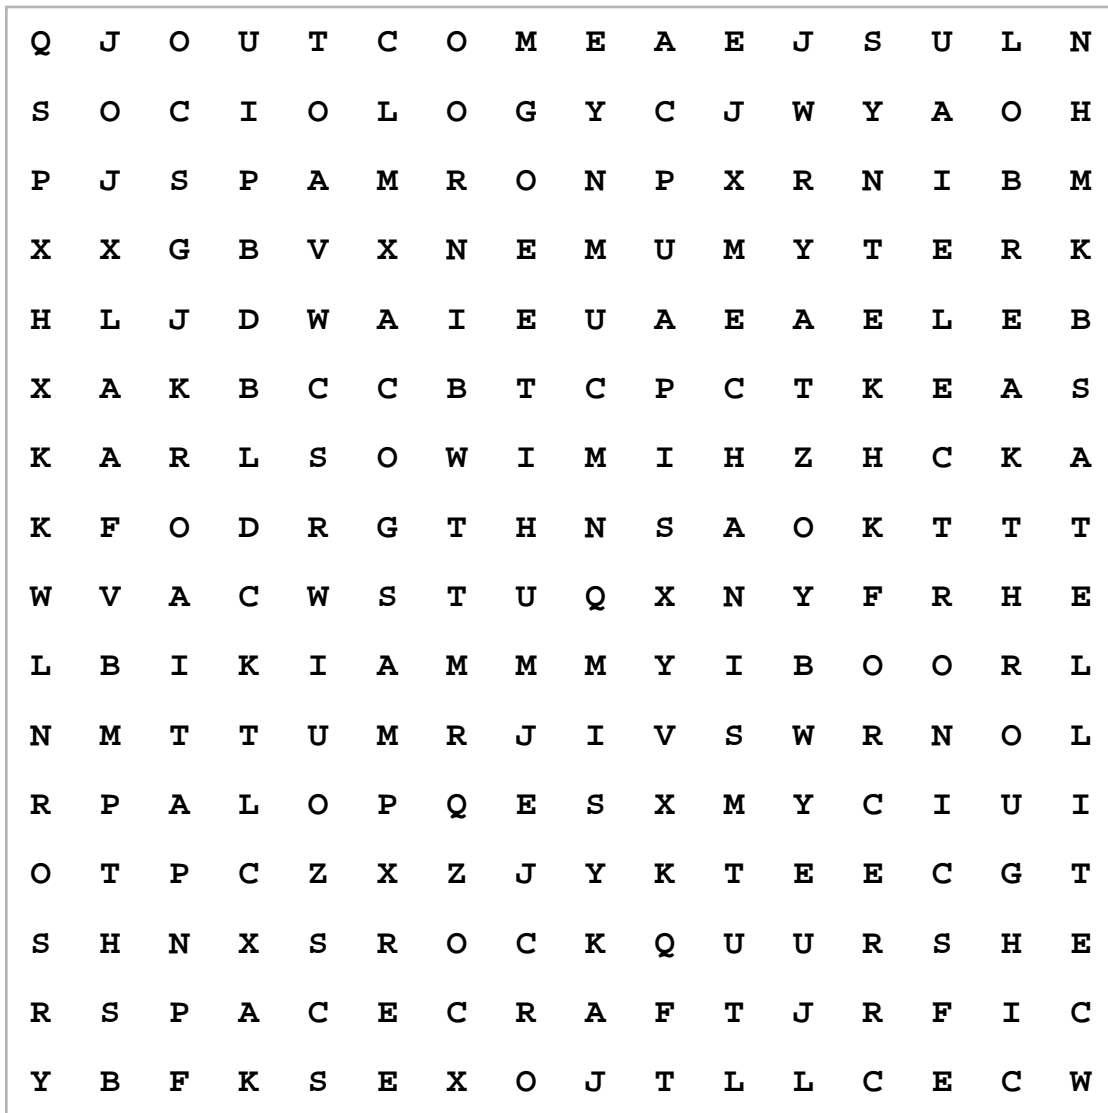 Q J O U T C O M E A E J S U L N
S O C I O L O G Y C J W Y A O H
P J S P A M R O N P X R N I B M
X X G B V X N E M U M Y T E R K
H L J D W A I E U A E A E L E B
X A K B C C B T C P C T K E A S
K A R L S O W I M I H Z H C K A
K F O D R G T H N S A O K T T T
W V A C W S T U Q X N Y F R H E
L B I K I A M M M Y I B O O R L
N M T T U M R J I V S W R N O L
R P A L O P Q E S X M Y C I U I
O T P C Z X Z J Y K T E E C G T
S H N X S R O C K Q U U R S H E
R S P A C E C R A F T J R F I C
Y B F K S E X O J T L L C E C W